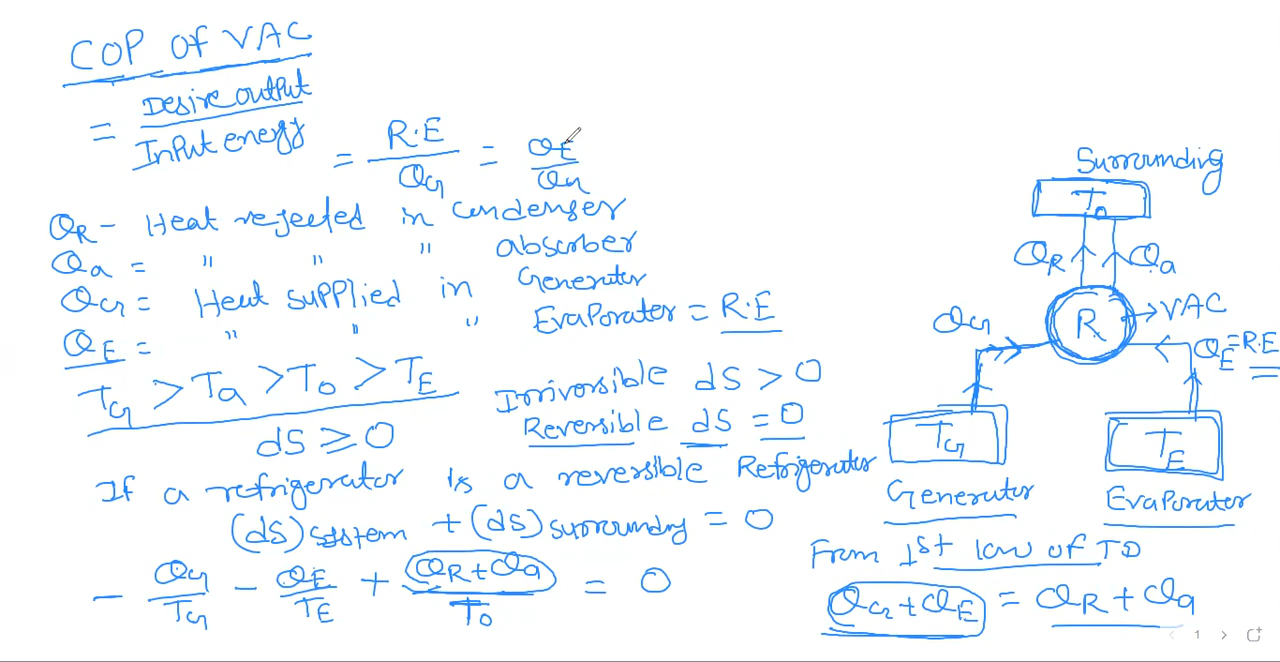 COP of VAC
= Desire output / Input energy
= R.E / QG = QE / QG
QR – Heat rejected in condenser
Qa = " " " absorber
QG = Heat supplied in Generator
QE = " " " Evaporater = R.E
TG > Ta > To > TE
Irriversible dS > 0
Reversible dS = 0
dS ≥ 0
If a refrigerator is a reversible Refrigerator
(dS)system + (dS)surrounding = 0
- QG/TG - QE/TE + (QR + Qa)/To = 0
Surrounding
To
QR Qa
R → VAC
QG
QE = R.E
TG
TE
Generator
Evaporator
From 1st law of TD
QG + QE = QR + Qa
1